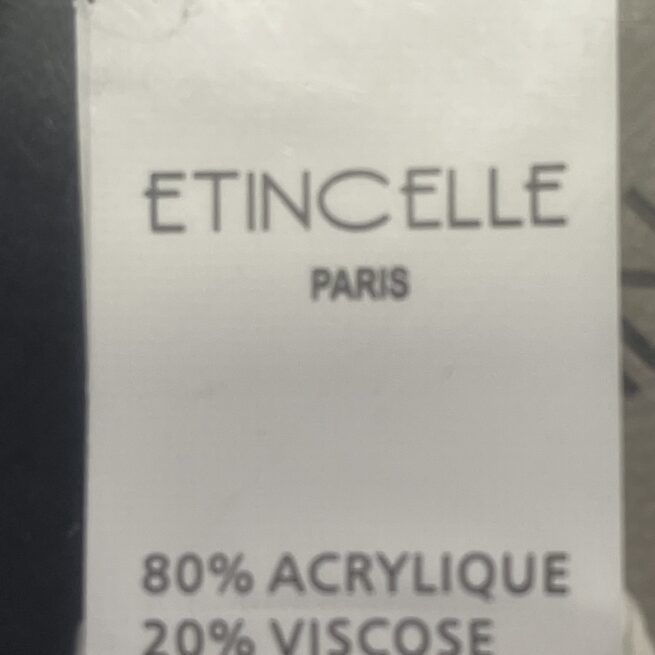 ETINCELLE
PARIS
80% ACRYLIQUE
20% VISCOSE